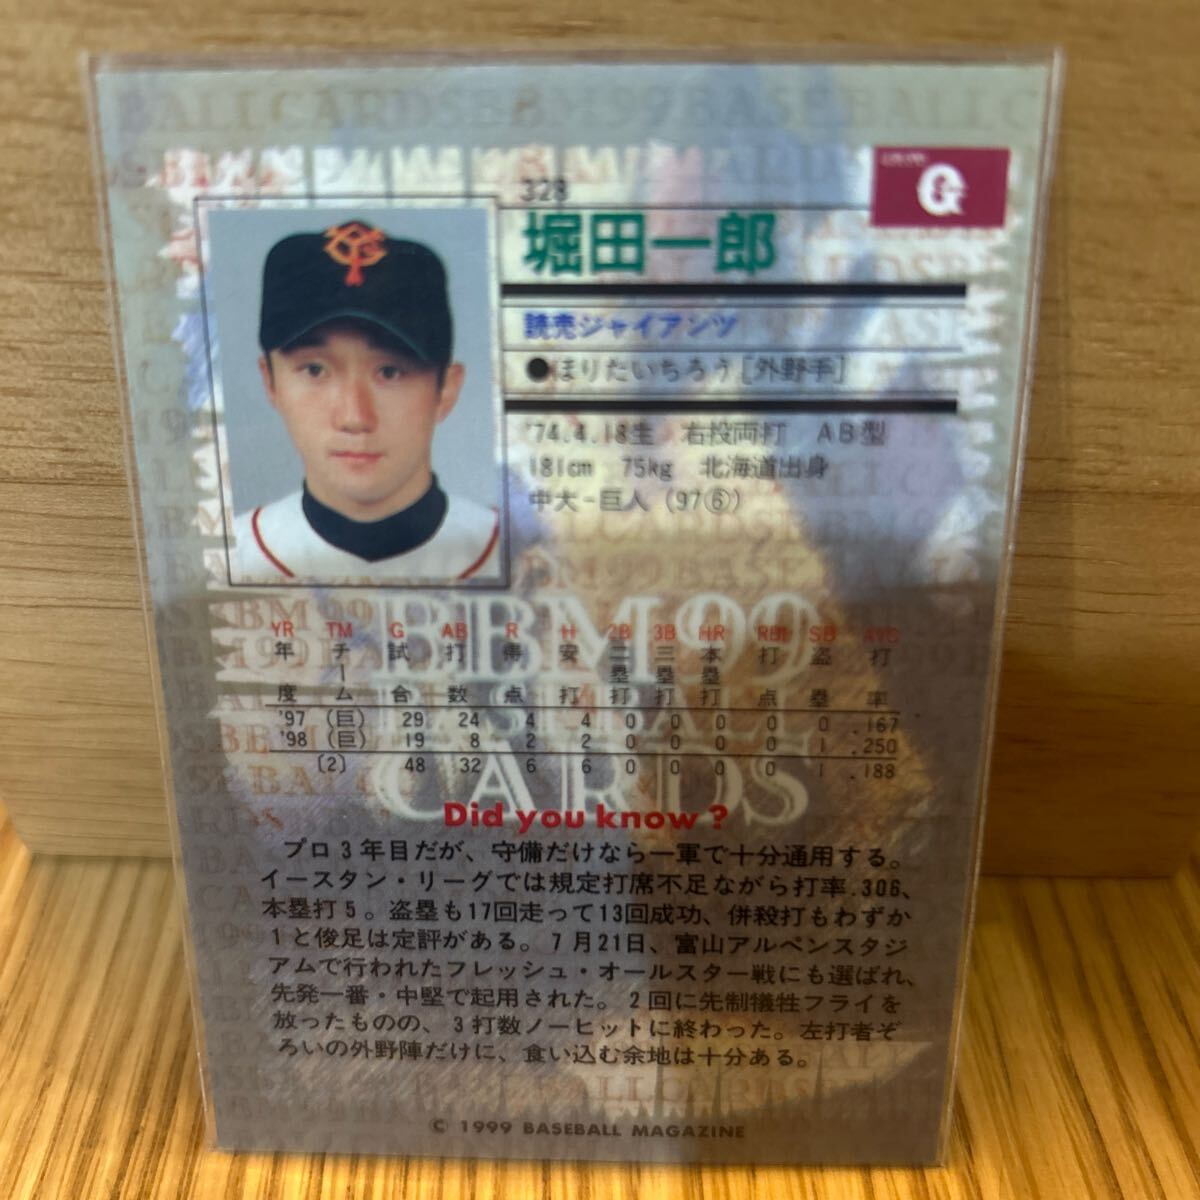 328
堀田一郎
読売ジャイアンツ
●ほりたいちろう［外野手］
'74.4.18生 右投両打 AB型
181cm 75kg 北海道出身
中大－巨人（97⑥）
BBM99
BASEBALL
CARDS
YR TM G AB R H 2B 3B HR RBI SB AVG
年度 チーム 試合 打数 得点 安打 二塁打 三塁打 本塁打 打点 盗塁 打率
'97 (巨) 29 24 4 4 0 0 0 0 0 .167
'98 (巨) 19 8 2 2 0 0 0 0 1 .250
〔2〕 48 32 6 6 0 0 0 0 1 .188
Did you know ?
プロ3年目だが、守備だけなら一軍で十分通用する。
イースタン・リーグでは規定打席不足ながら打率.306、
本塁打5。盗塁も17回走って13回成功、併殺打もわずか
1と俊足は定評がある。7月21日、富山アルペンスタジ
アムで行われたフレッシュ・オールスター戦にも選ばれ、
先発一番・中堅で起用された。2回に先制犠牲フライを
放ったものの、3打数ノーヒットに終わった。左打者ぞ
ろいの外野陣だけに、食い込む余地は十分ある。
© 1999 BASEBALL MAGAZINE